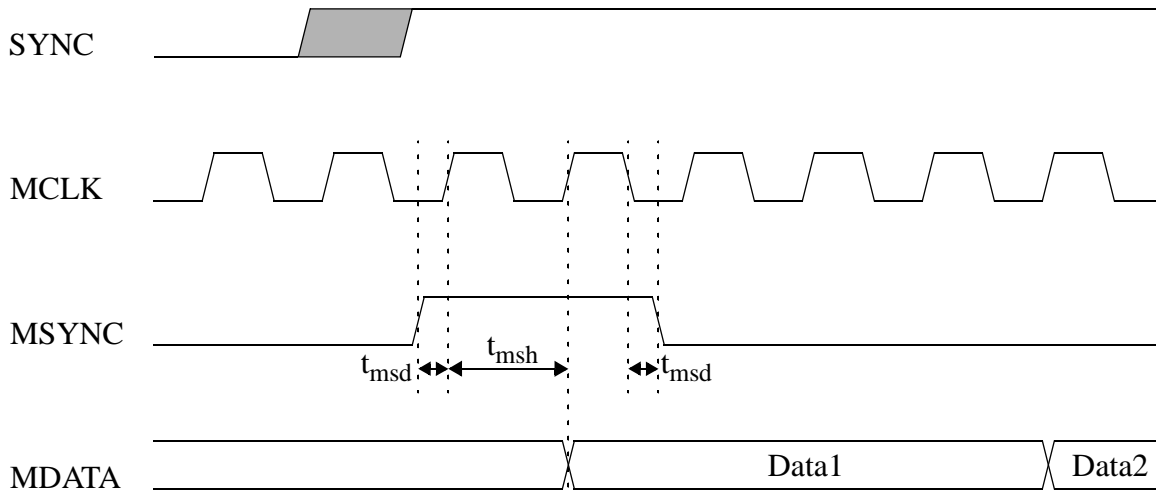 SYNC
MCLK
MSYNC
tmsd
tmsh
tmsd
MDATA
Data1
Data2